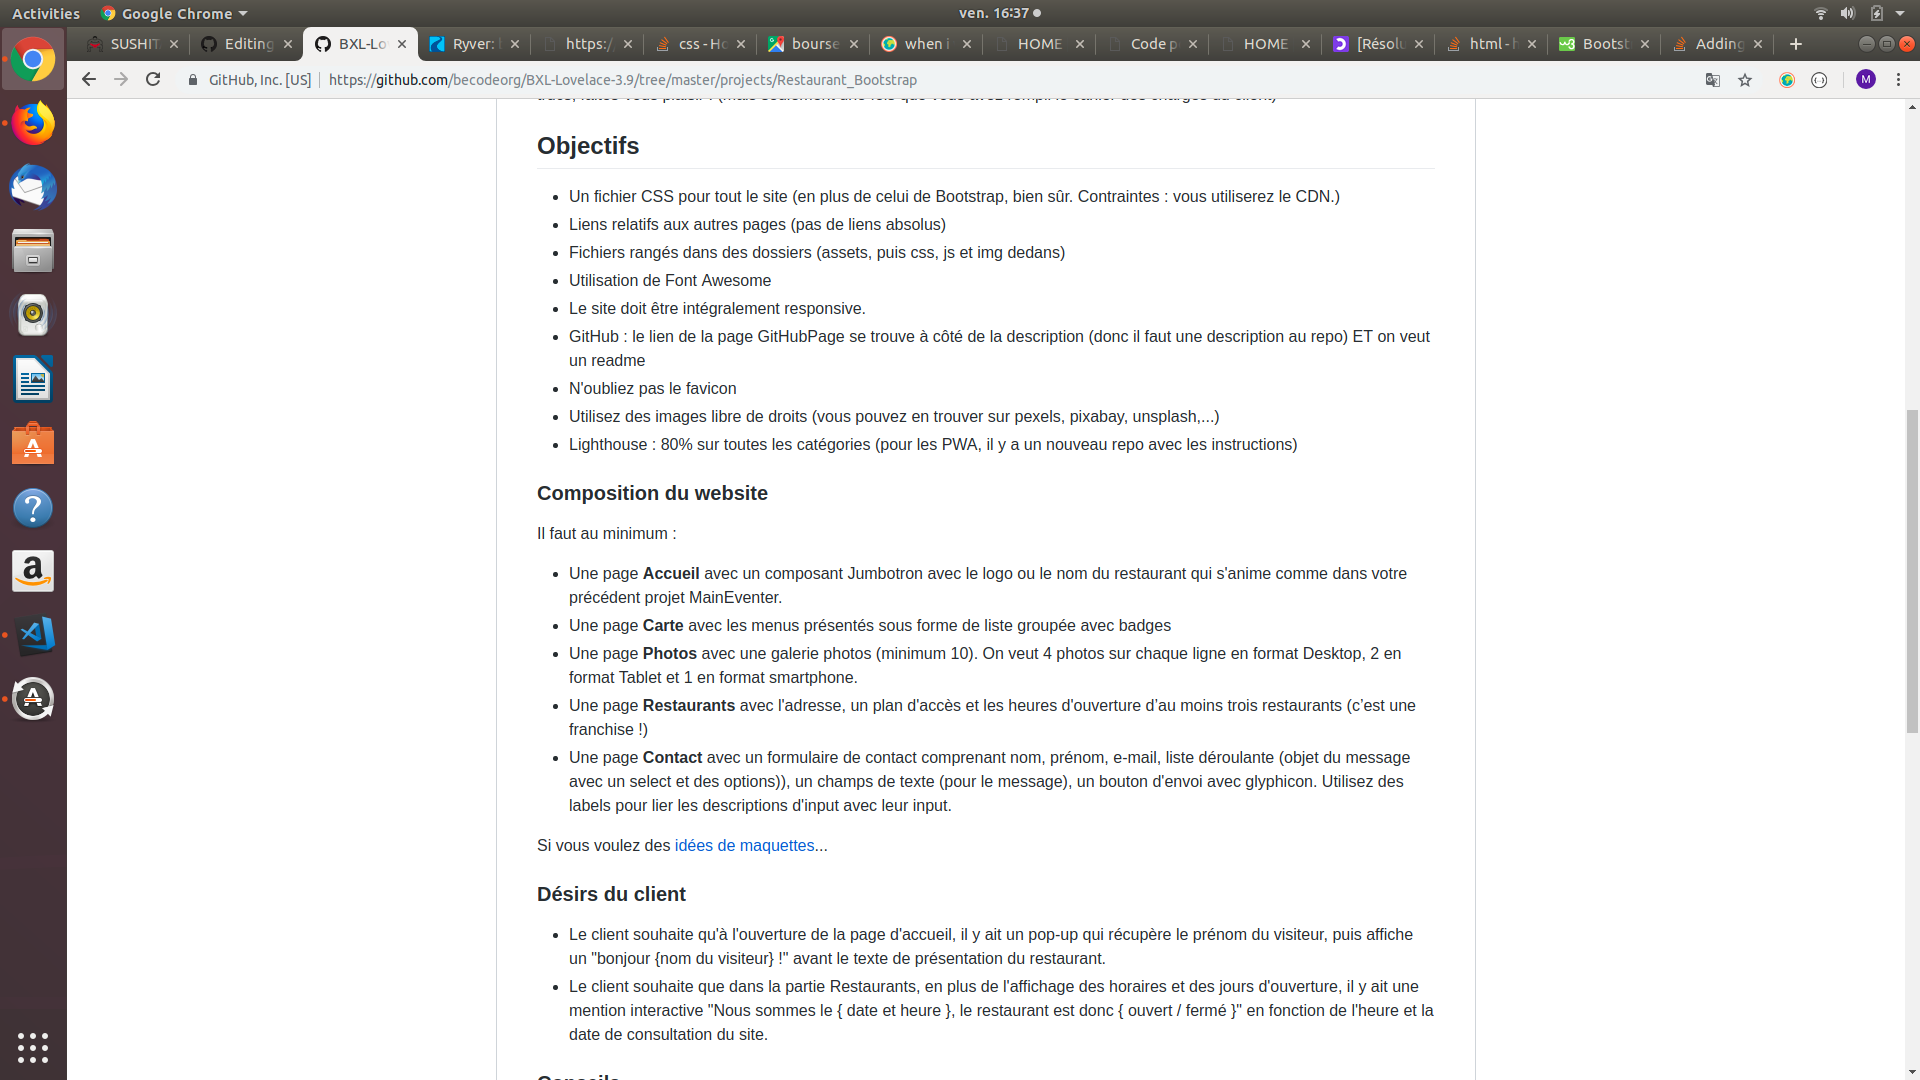 Activities Google Chrome ven. 16:37
SUSHIT Editing BXL-Lo Ryver: https:/ css - Ho bourse when i HOME Code p HOME [Résolu html - h Bootst Adding
GitHub, Inc. [US] https://github.com/becodeorg/BXL-Lovelace-3.9/tree/master/projects/Restaurant_Bootstrap M
Objectifs
Un fichier CSS pour tout le site (en plus de celui de Bootstrap, bien sûr. Contraintes : vous utiliserez le CDN.)
Liens relatifs aux autres pages (pas de liens absolus)
Fichiers rangés dans des dossiers (assets, puis css, js et img dedans)
Utilisation de Font Awesome
Le site doit être intégralement responsive.
GitHub : le lien de la page GitHubPage se trouve à côté de la description (donc il faut une description au repo) ET on veut
un readme
N'oubliez pas le favicon
Utilisez des images libre de droits (vous pouvez en trouver sur pexels, pixabay, unsplash,...)
Lighthouse : 80% sur toutes les catégories (pour les PWA, il y a un nouveau repo avec les instructions)
Composition du website
Il faut au minimum :
Une page Accueil avec un composant Jumbotron avec le logo ou le nom du restaurant qui s'anime comme dans votre
précédent projet MainEventer.
Une page Carte avec les menus présentés sous forme de liste groupée avec badges
Une page Photos avec une galerie photos (minimum 10). On veut 4 photos sur chaque ligne en format Desktop, 2 en
format Tablet et 1 en format smartphone.
Une page Restaurants avec l'adresse, un plan d'accès et les heures d'ouverture d’au moins trois restaurants (c’est une
franchise !)
Une page Contact avec un formulaire de contact comprenant nom, prénom, e-mail, liste déroulante (objet du message
avec un select et des options)), un champs de texte (pour le message), un bouton d'envoi avec glyphicon. Utilisez des
labels pour lier les descriptions d'input avec leur input.
Si vous voulez des idées de maquettes...
Désirs du client
Le client souhaite qu'à l'ouverture de la page d'accueil, il y ait un pop-up qui récupère le prénom du visiteur, puis affiche
un "bonjour {nom du visiteur} !" avant le texte de présentation du restaurant.
Le client souhaite que dans la partie Restaurants, en plus de l'affichage des horaires et des jours d'ouverture, il y ait une
mention interactive "Nous sommes le { date et heure }, le restaurant est donc { ouvert / fermé }" en fonction de l'heure et la
date de consultation du site.